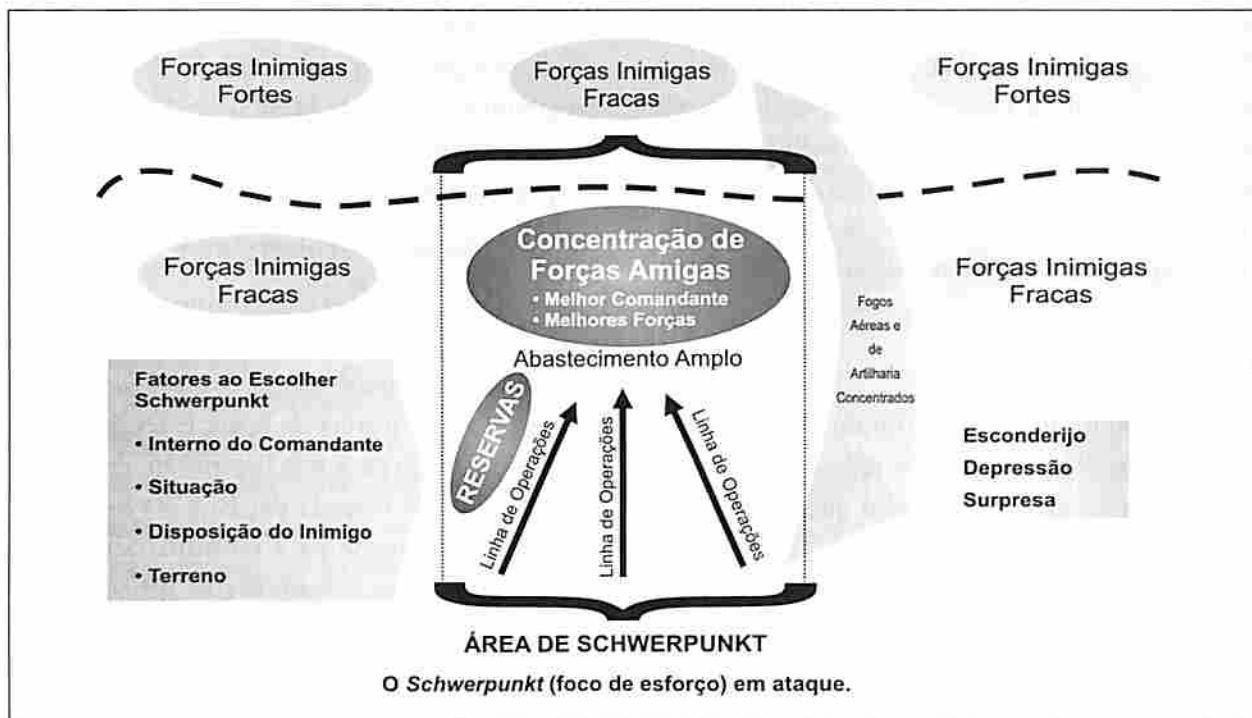 Forças Inimigas
Fortes
Forças Inimigas
Fracas
Forças Inimigas
Fortes
Forças Inimigas
Fracas
Concentração de
Forças Amigas
• Melhor Comandante
• Melhores Forças
Abastecimento Amplo
Forças Inimigas
Fracas
Fogos
Aéreas e
de
Artilharia
Concentrados
Fatores ao Escolher
Schwerpunkt
• Interno do Comandante
• Situação
• Disposição do Inimigo
• Terreno
RESERVAS
Linha de Operações
Linha de Operações
Linha de Operações
Esconderijo
Depressão
Surpresa
ÁREA DE SCHWERPUNKT
O Schwerpunkt (foco de esforço) em ataque.